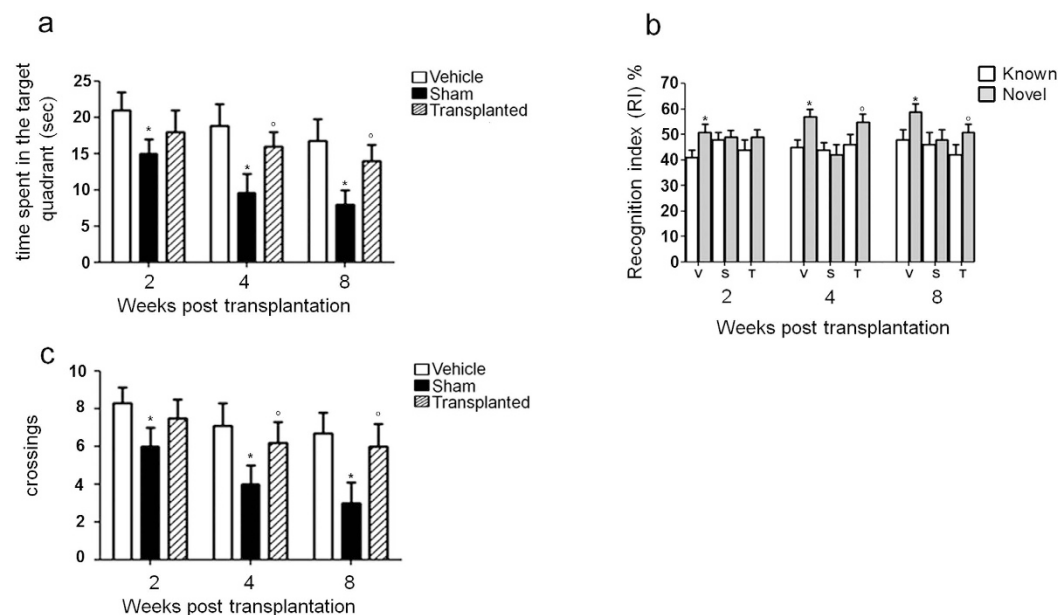 a
time spent in the target
quadrant (sec)
25
20
15
10
5
0
*
*
°
*
°
2
4
8
Weeks post transplantation
Vehicle
Sham
Transplanted
b
Recognition index (RI) %
70
60
50
40
30
20
10
0
*
*
°
*
°
V S T V S T V S T
2
4
8
Weeks post transplantation
Known
Novel
c
crossings
10
8
6
4
2
0
*
*
°
*
°
2
4
8
Weeks post transplantation
Vehicle
Sham
Transplanted